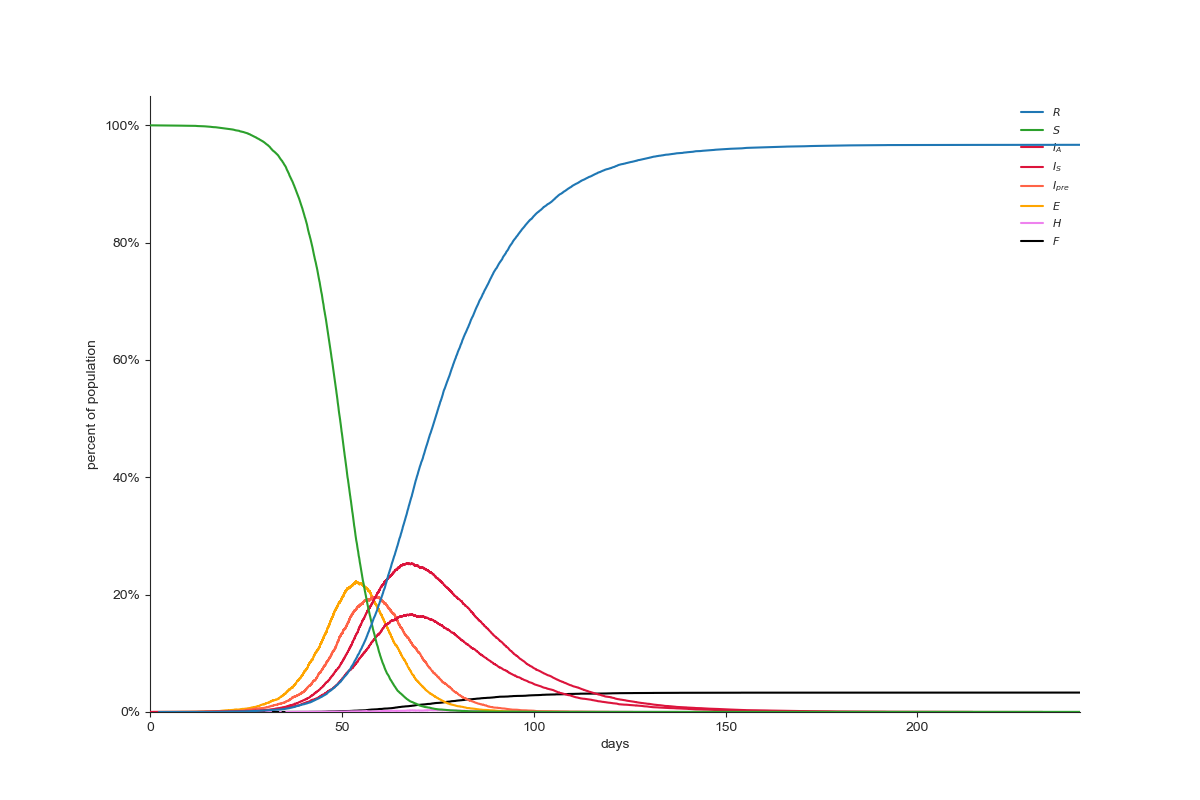 100%
80%
60%
40%
20%
0%
percent of population
0 50 100 150 200
days
R
S
I_A
I_S
I_pre
E
H
F